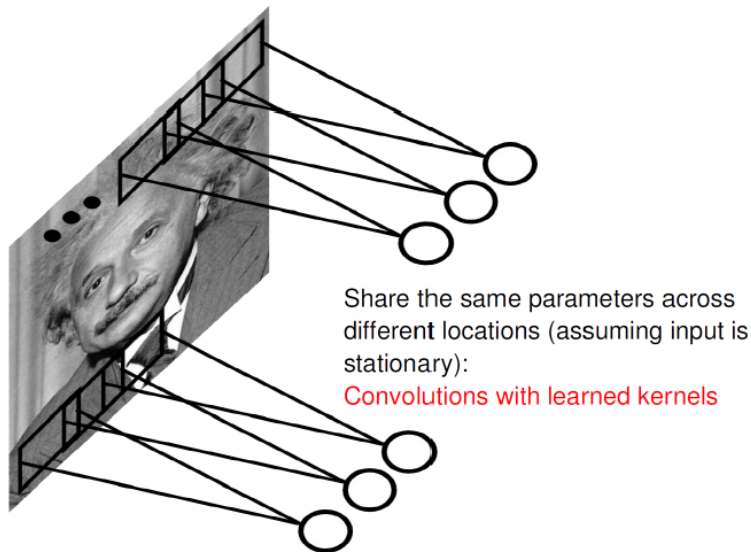 Share the same parameters across
different locations (assuming input is
stationary):
Convolutions with learned kernels